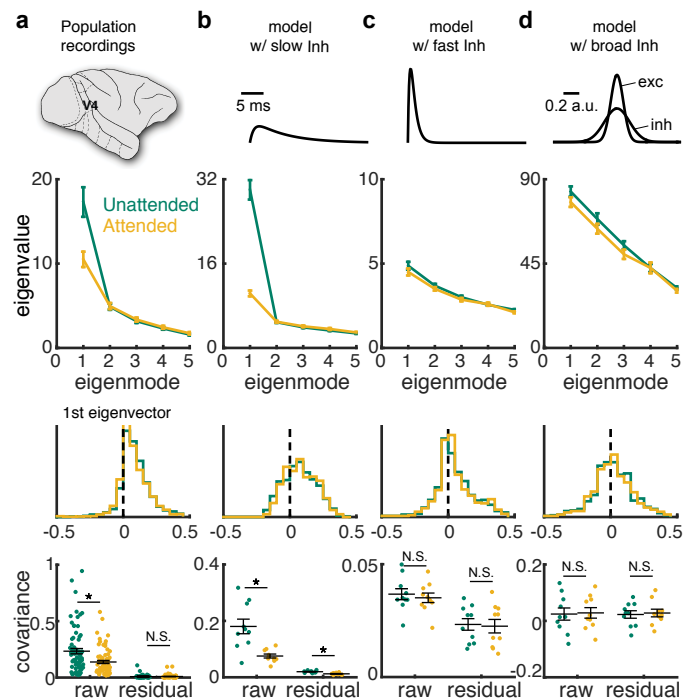 a
Population
recordings
V4
b
model
w/ slow Inh
5 ms
c
model
w/ fast Inh
d
model
w/ broad Inh
0.2 a.u.
exc
inh
eigenvalue
20
10
0
Unattended
Attended
0 1 2 3 4 5
eigenmode
32
16
0
0 1 2 3 4 5
eigenmode
10
5
0
0 1 2 3 4 5
eigenmode
90
45
0
0 1 2 3 4 5
eigenmode
1st eigenvector
-0.5 0 0.5
-0.5 0 0.5
-0.5 0 0.5
-0.5 0 0.5
covariance
1
0.5
0
*
N.S.
raw residual
0.4
0.2
0
*
*
raw residual
0.05
0
N.S.
N.S.
raw residual
0.2
0
-0.2
N.S.
N.S.
raw residual